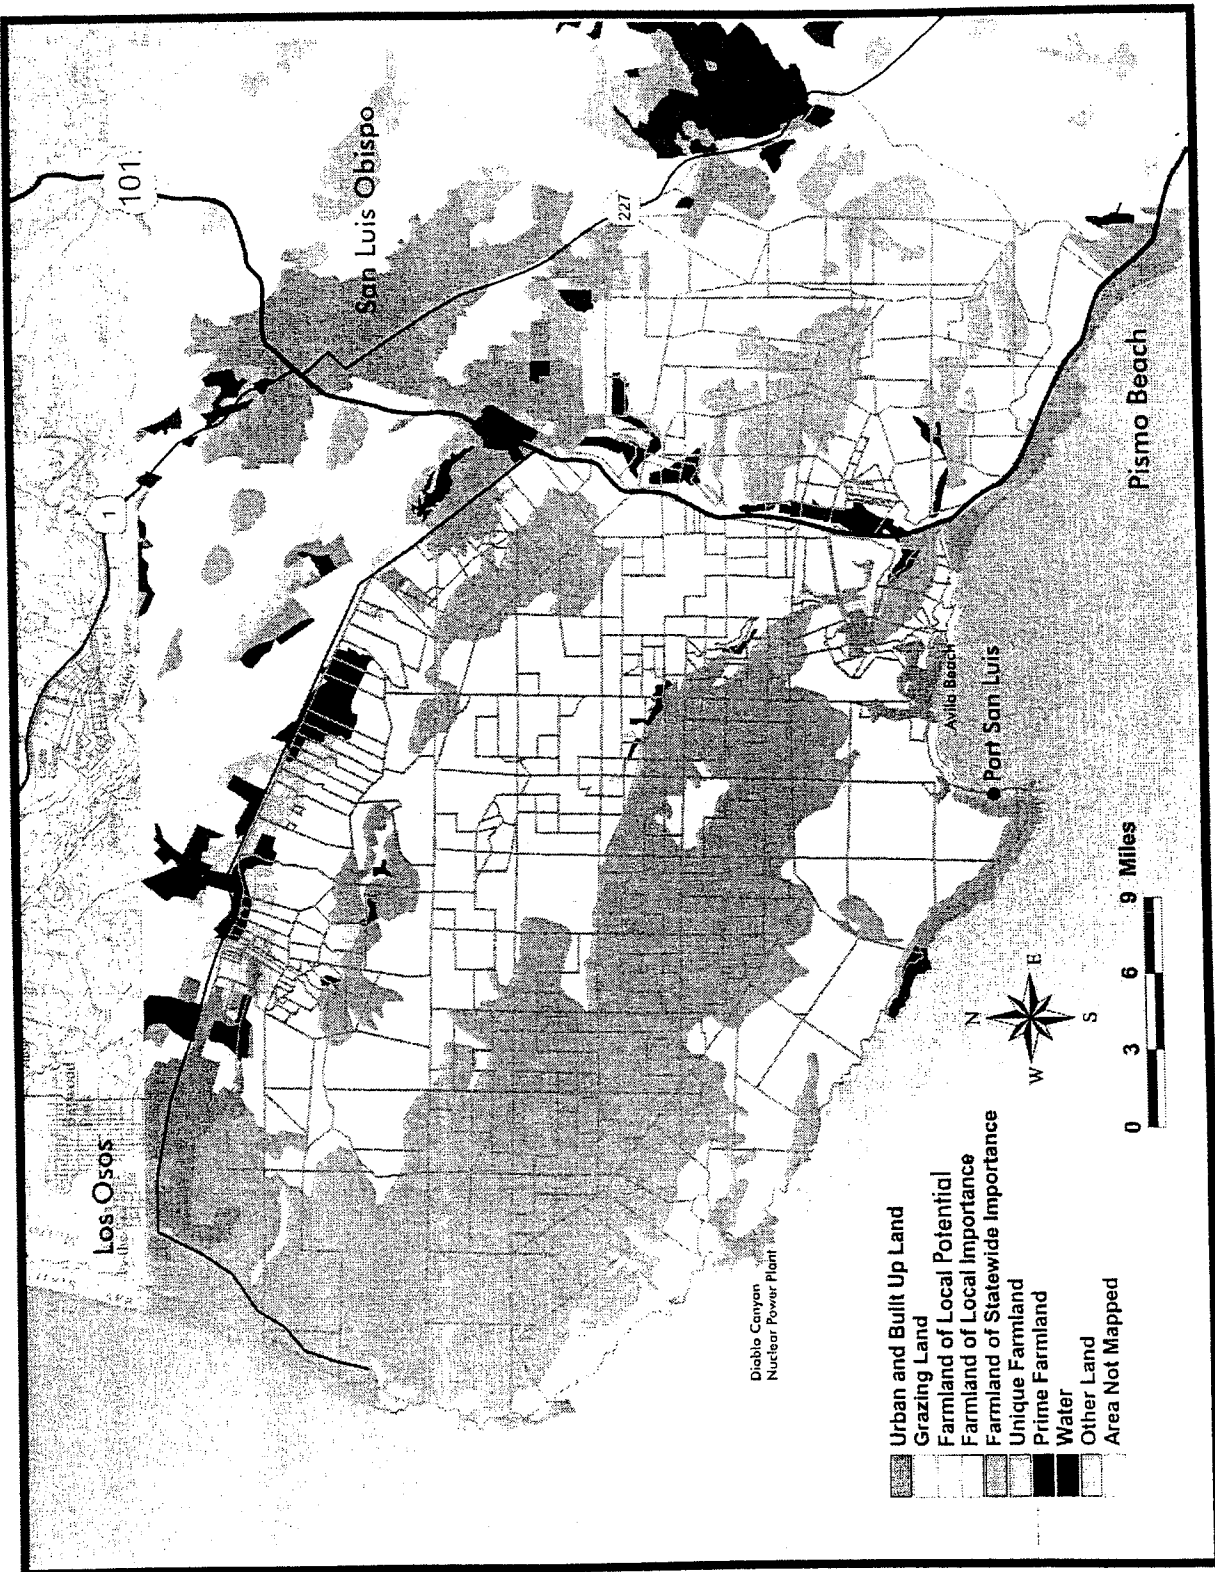 101
San Luis Obispo
227
1
Los Osos
Pismo Beach
Avila Beach
Port San Luis
Diablo Canyon
Nuclear Power Plant
N
W
E
S
0
3
6
9 Miles
Urban and Built Up Land
Grazing Land
Farmland of Local Potential
Farmland of Local Importance
Farmland of Statewide Importance
Unique Farmland
Prime Farmland
Water
Other Land
Area Not Mapped